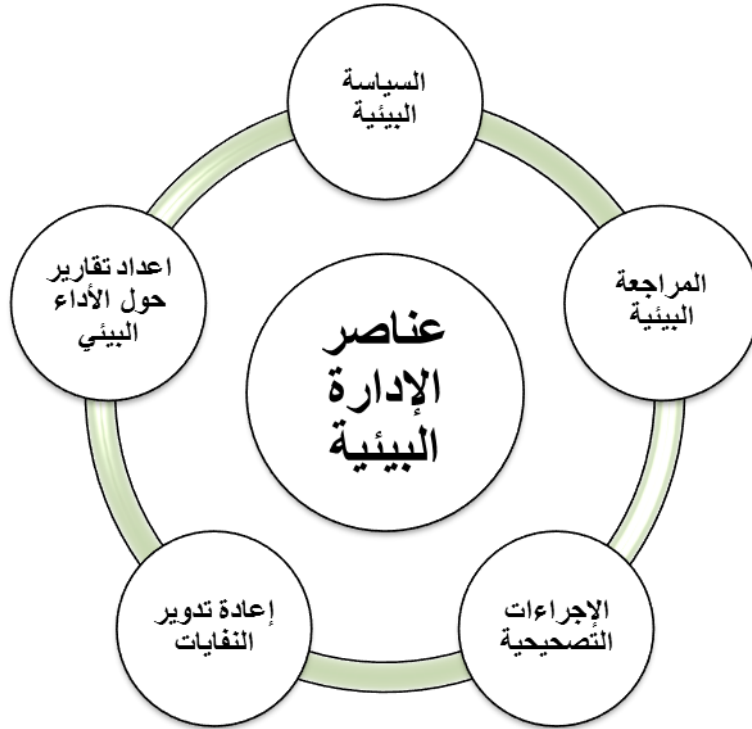 السياسة
البيئية
المراجعة
البيئية
الإجراءات
التصحيحية
إعادة تدوير
النفايات
اعداد تقارير
حول الأداء
البيئي
عناصر
الإدارة
البيئية